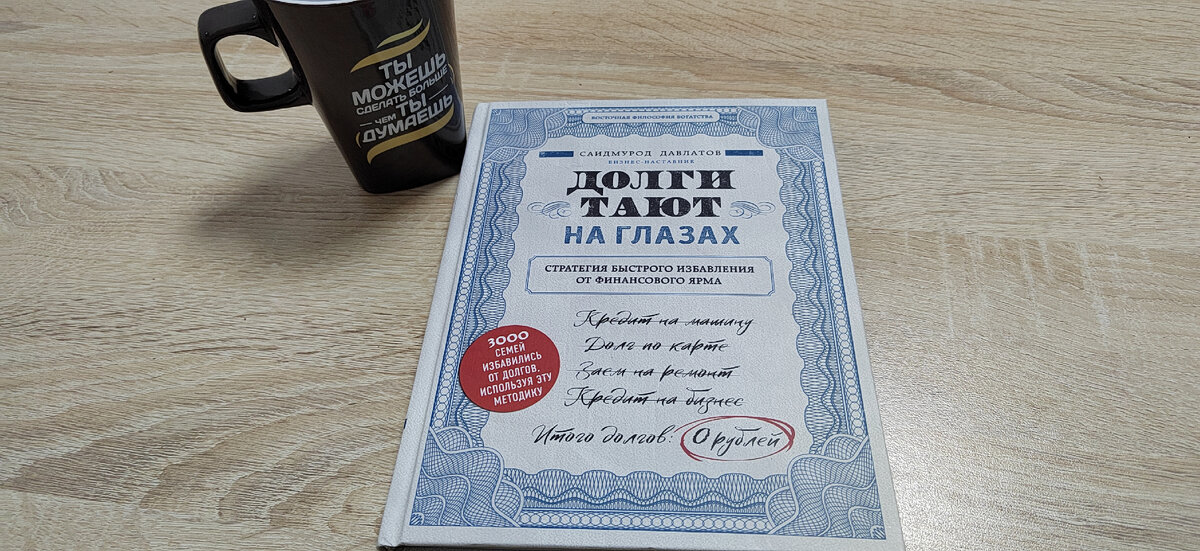 ТЫ
МОЖЕШЬ
СДЕЛАТЬ БОЛЬШЕ
— ЧЕМ ТЫ
ДУМАЕШЬ
ВОСТОЧНАЯ ФИЛОСОФИЯ БОГАТСТВА
САИДМУРОД ДАВЛАТОВ
БИЗНЕС-НАСТАВНИК
ДОЛГИ
ТАЮТ
НА ГЛАЗАХ
СТРАТЕГИЯ БЫСТРОГО ИЗБАВЛЕНИЯ
ОТ ФИНАНСОВОГО ЯРМА
Кредит на машину
Долг по карте
Заем на ремонт
Кредит на бизнес
Итого долгов: 0 рублей
3000
СЕМЕЙ
ИЗБАВИЛИСЬ
ОТ ДОЛГОВ,
ИСПОЛЬЗУЯ ЭТУ
МЕТОДИКУ